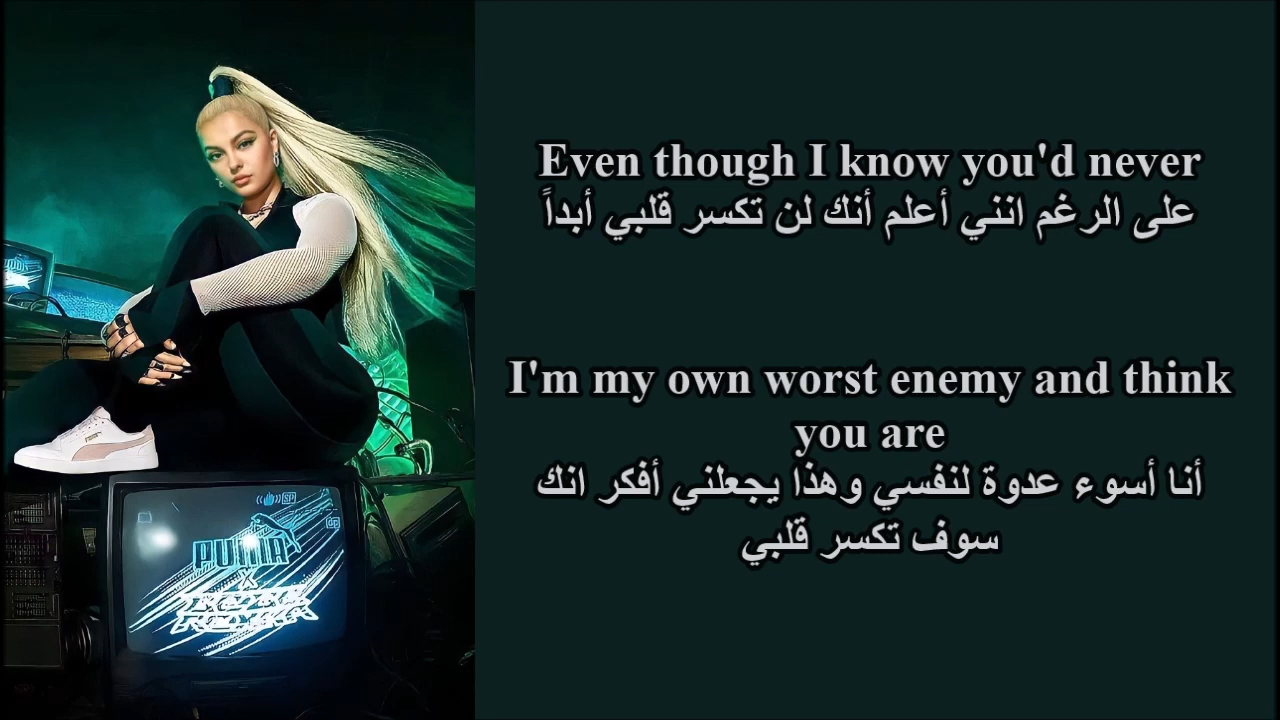 Even though I know you'd never
على الرغم انني أعلم أنك لن تكسر قلبي أبداً
I'm my own worst enemy and think
you are
أنا أسوء عدوة لنفسي وهذا يجعلني أفكر انك
سوف تكسر قلبي
PUMA
X